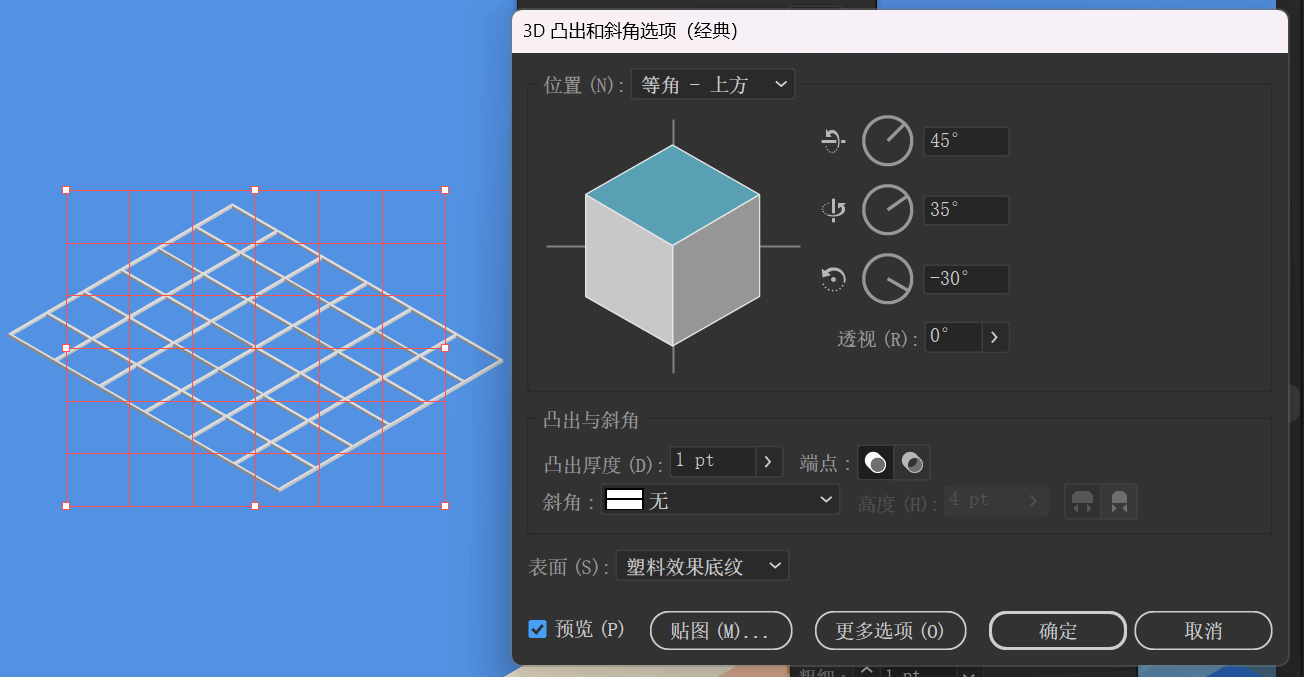 3D 凸出和斜角选项（经典）
位置 (N): 等角 - 上方
45°
35°
-30°
透视 (R): 0°
凸出与斜角
凸出厚度 (D): 1 pt 端点:
斜角: 无 高度 (H): 4 pt
表面 (S): 塑料效果底纹
预览 (P) 贴图 (M)... 更多选项 (O) 确定 取消
粗细: 1 pt